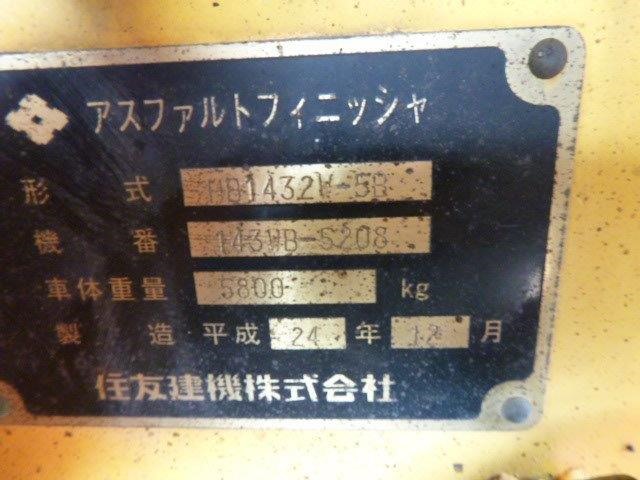 アスファルトフィニッシャ
形 式 HB1432W-5B
機 番 143WB-S208
車体重量 5800 kg
製 造 平成 24 年 12 月
住友建機株式会社